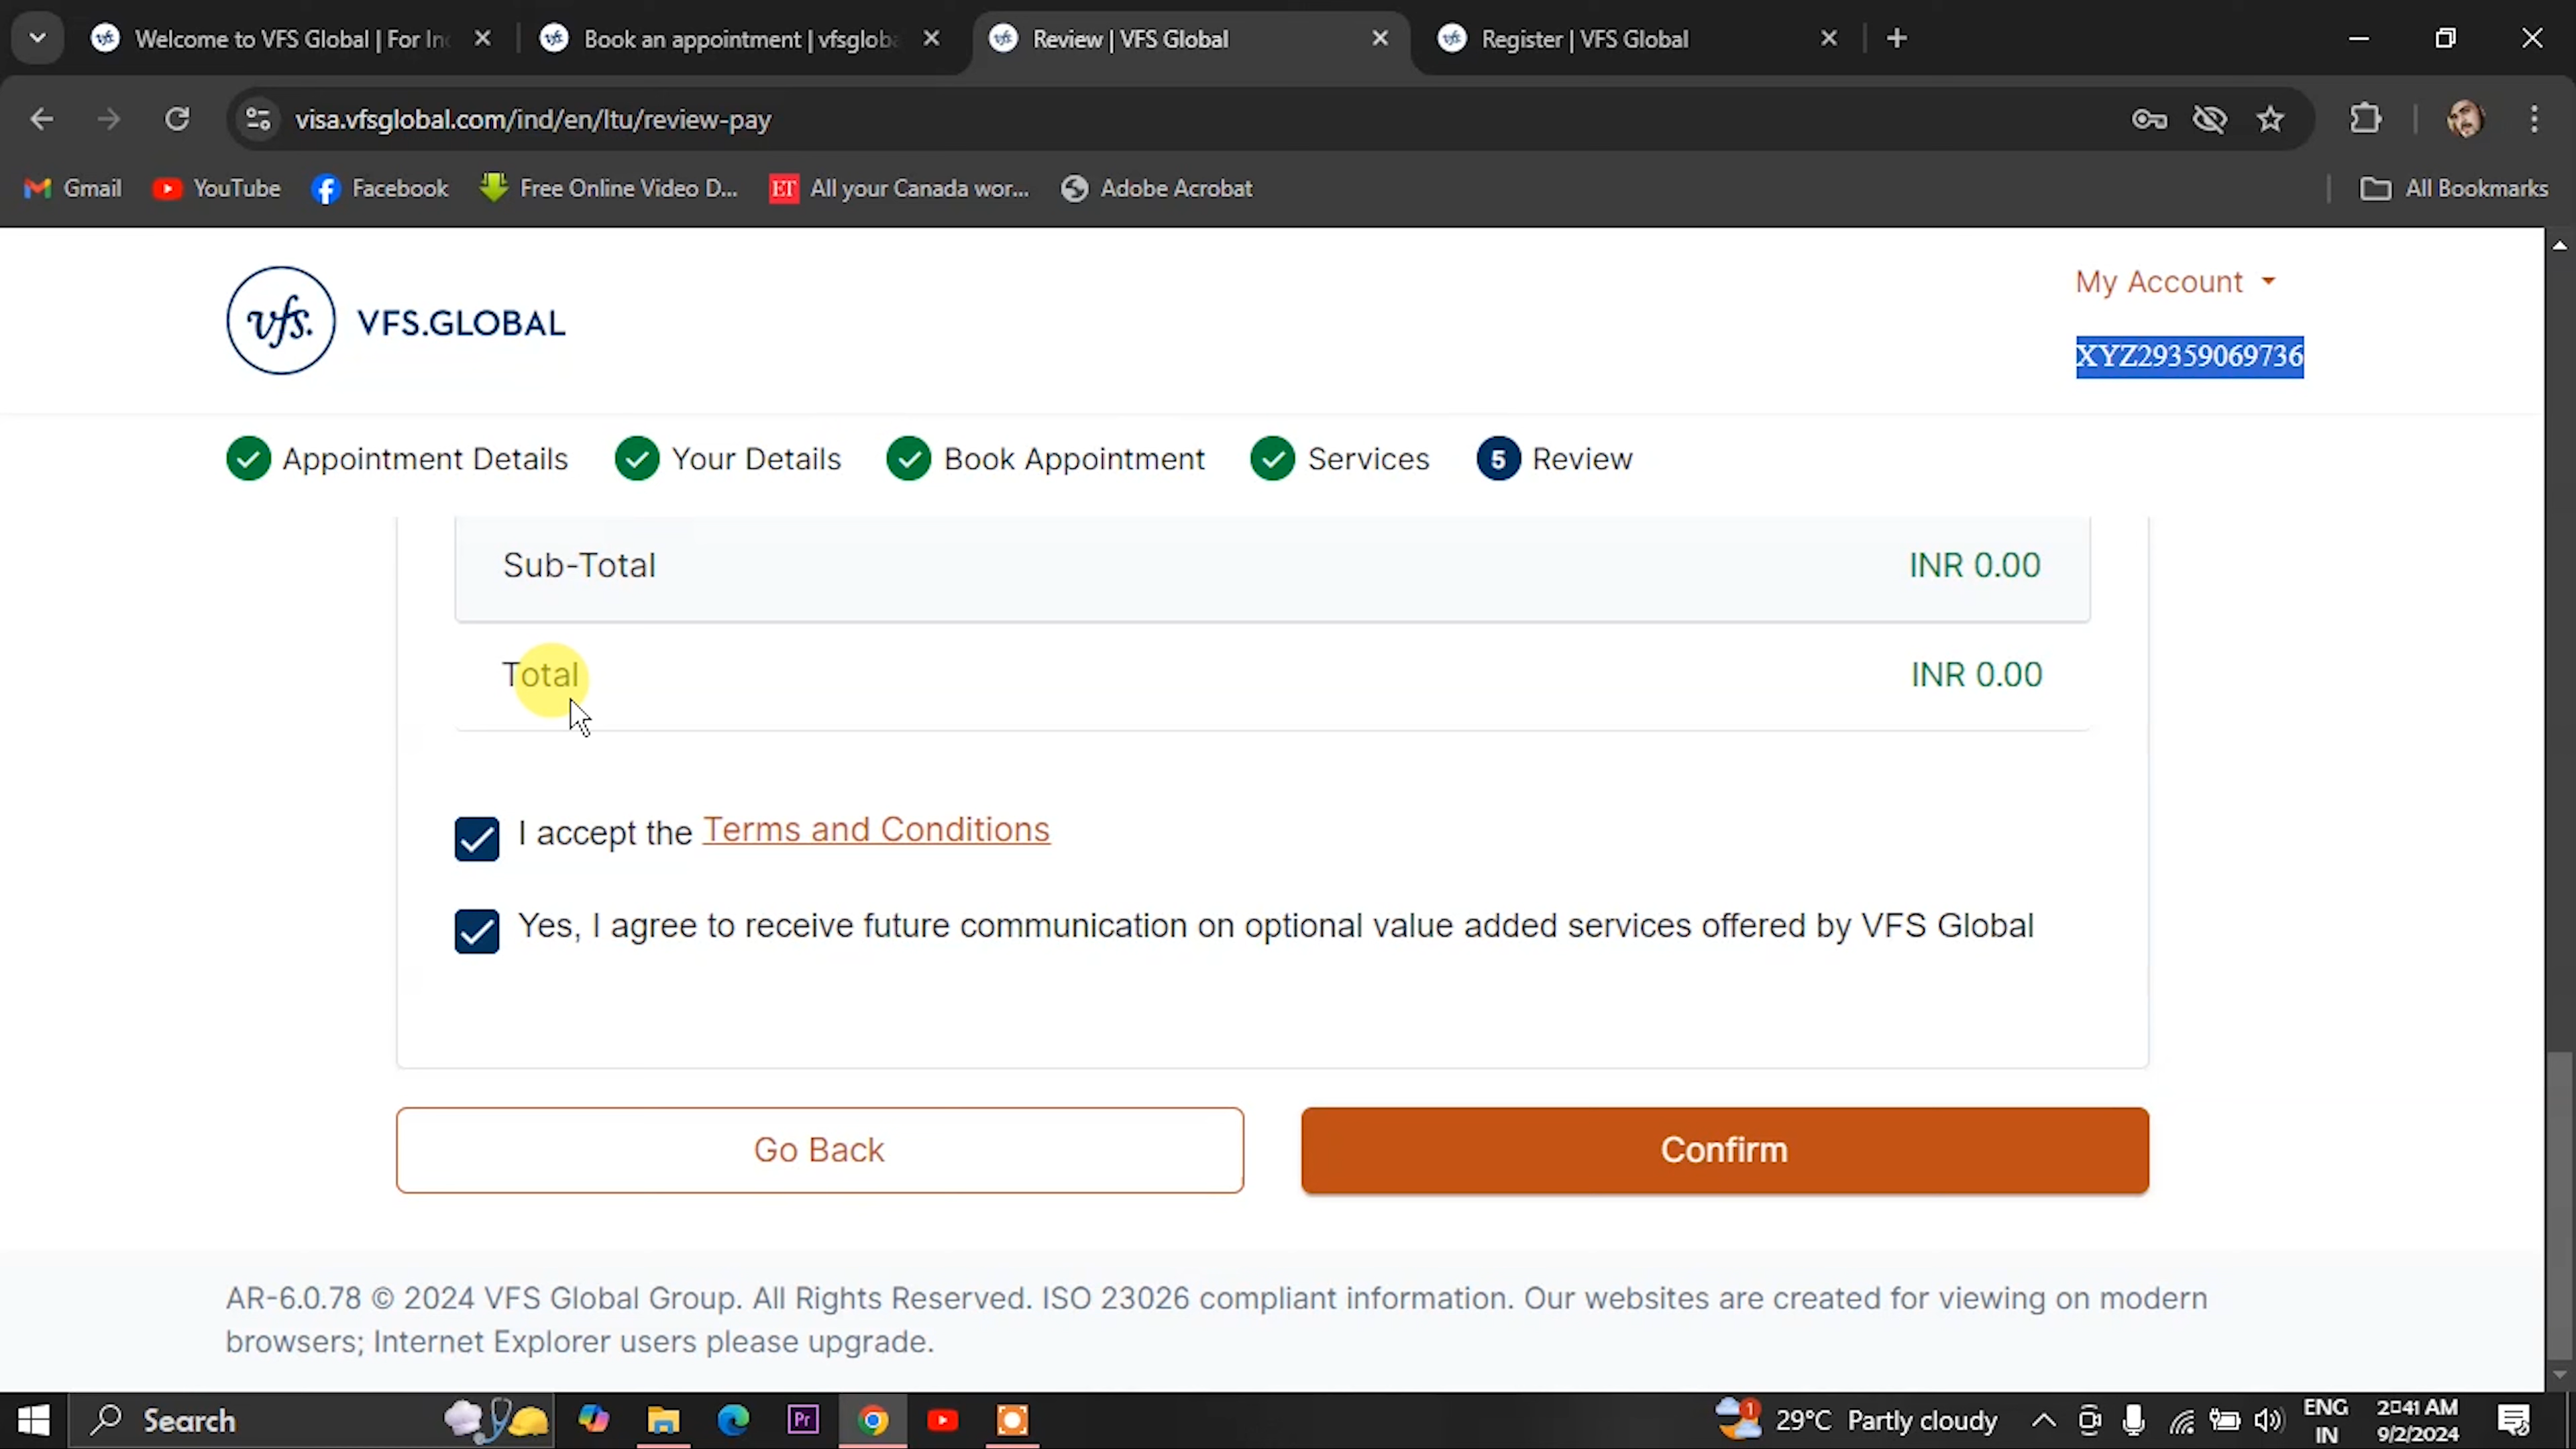 Welcome to VFS Global | For In
Book an appointment | vfsgloba
Review | VFS Global
Register | VFS Global
visa.vfsglobal.com/ind/en/ltu/review-pay
Gmail
YouTube
Facebook
Free Online Video D...
ET
All your Canada wor...
Adobe Acrobat
All Bookmarks
vfs.
VFS.GLOBAL
My Account
XYZ29359069736
Appointment Details
Your Details
Book Appointment
Services
5 Review
Sub-Total INR 0.00
Total INR 0.00
I accept the Terms and Conditions
Yes, I agree to receive future communication on optional value added services offered by VFS Global
Go Back
Confirm
AR-6.0.78 © 2024 VFS Global Group. All Rights Reserved. ISO 23026 compliant information. Our websites are created for viewing on modern
browsers; Internet Explorer users please upgrade.
Search
Pr
1
29°C Partly cloudy
ENG
IN
2:41 AM
9/2/2024